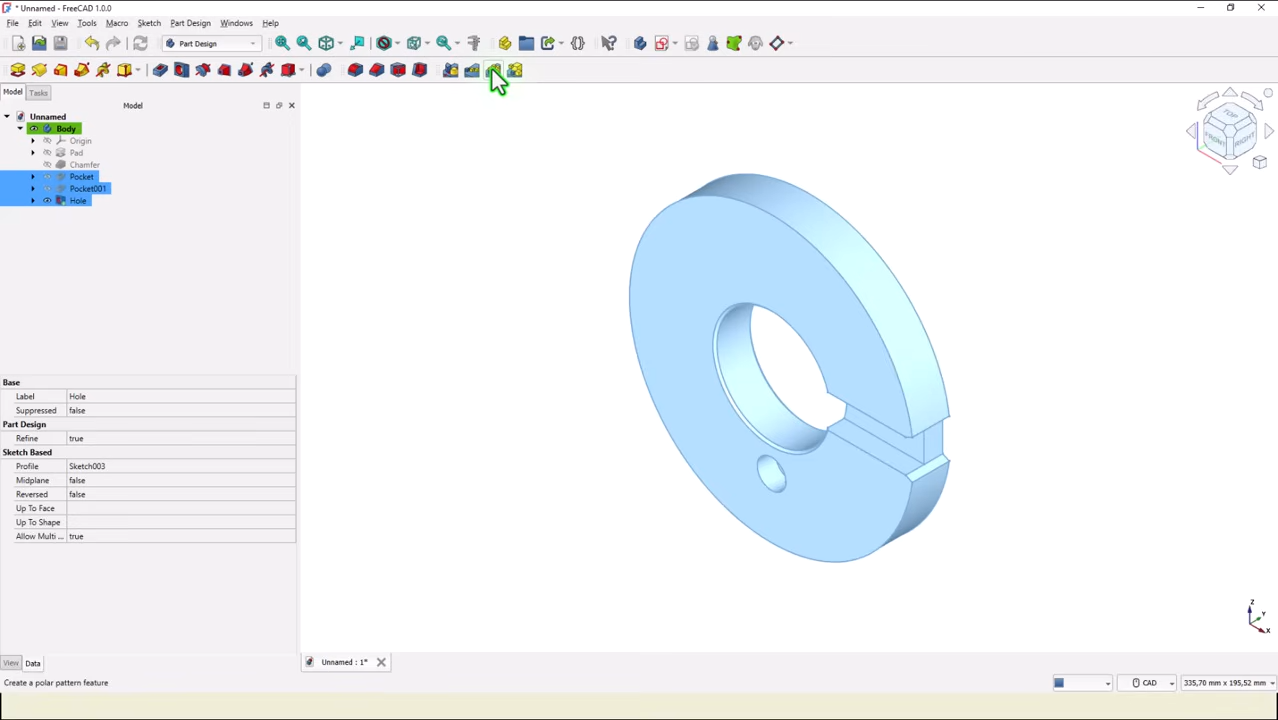 * Unnamed - FreeCAD 1.0.0
File Edit View Tools Macro Sketch Part Design Windows Help
Part Design
Model Tasks
Model
Unnamed
Body
Origin
Pad
Chamfer
Pocket
Pocket001
Hole
TOP
FRONT RIGHT
Base
Label Hole
Suppressed false
Part Design
Refine true
Sketch Based
Profile Sketch003
Midplane false
Reversed false
Up To Face
Up To Shape
Allow Multi ... true
Z
Y
X
View Data
Unnamed : 1*
Create a polar pattern feature
CAD
335,70 mm x 195,52 mm